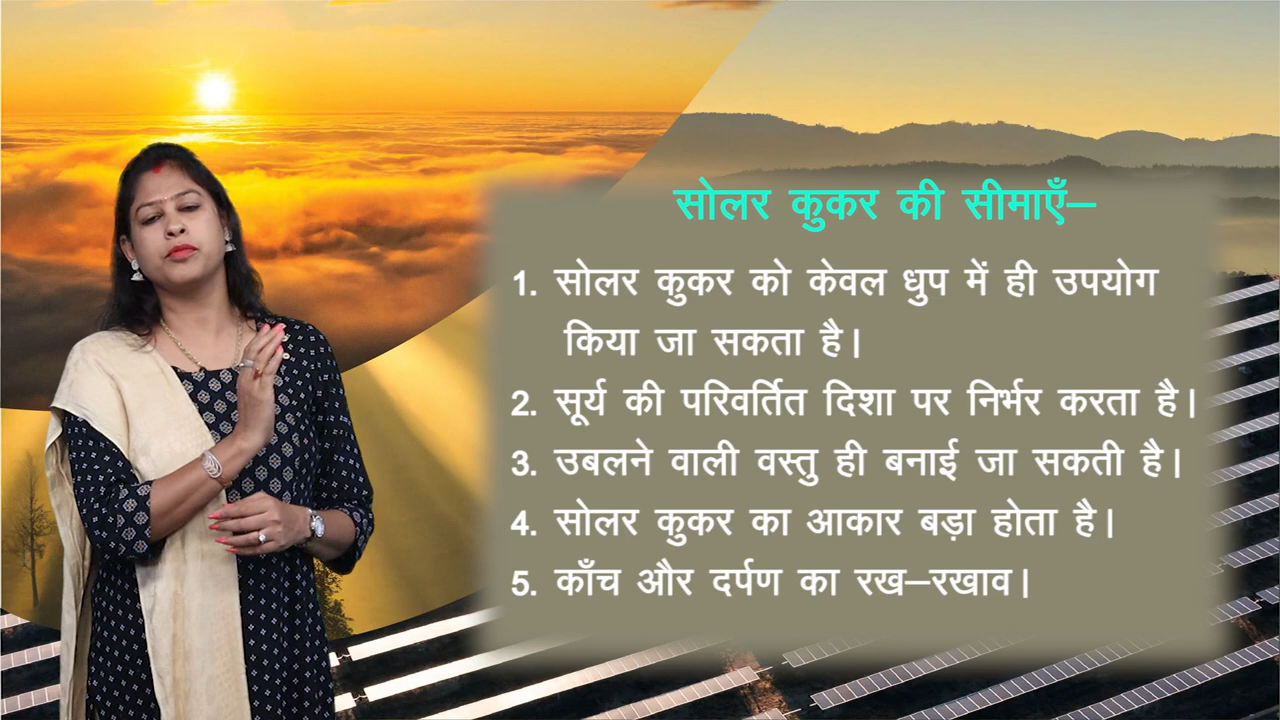 सोलर कुकर की सीमाएँ–
1. सोलर कुकर को केवल धुप में ही उपयोग
किया जा सकता है।
2. सूर्य की परिवर्तित दिशा पर निर्भर करता है।
3. उबलने वाली वस्तु ही बनाई जा सकती है।
4. सोलर कुकर का आकार बड़ा होता है।
5. काँच और दर्पण का रख–रखाव।